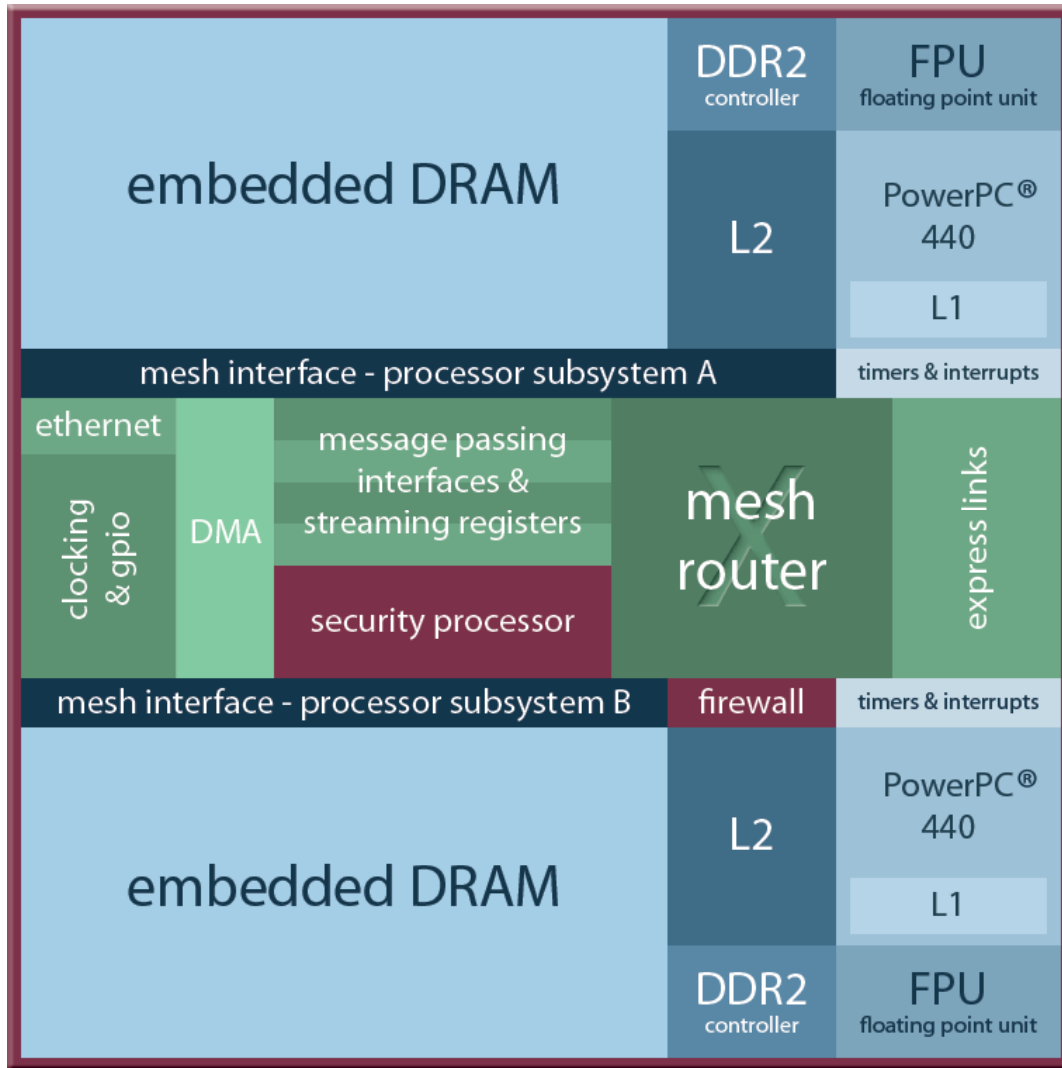 embedded DRAM
DDR2
controller
FPU
floating point unit
L2
PowerPC®
440
L1
mesh interface - processor subsystem A
timers & interrupts
ethernet
clocking
& gpio
DMA
message passing
interfaces &
streaming registers
security processor
X
mesh
router
express links
mesh interface - processor subsystem B
firewall
timers & interrupts
embedded DRAM
L2
PowerPC®
440
L1
DDR2
controller
FPU
floating point unit